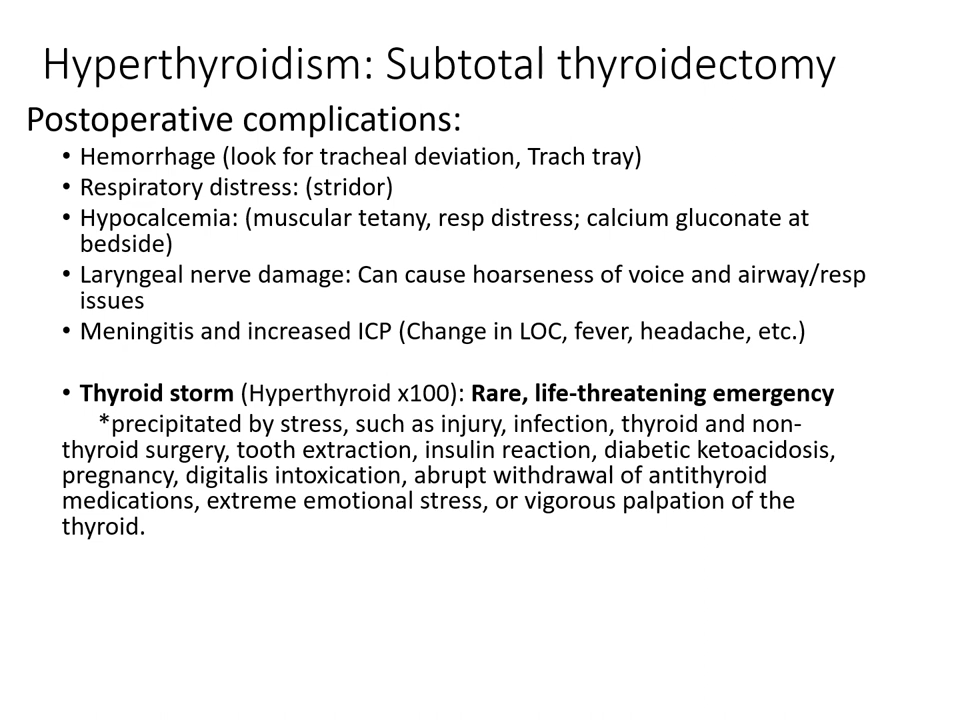 Hyperthyroidism: Subtotal thyroidectomy
Postoperative complications:
• Hemorrhage (look for tracheal deviation, Trach tray)
• Respiratory distress: (stridor)
• Hypocalcemia: (muscular tetany, resp distress; calcium gluconate at
bedside)
• Laryngeal nerve damage: Can cause hoarseness of voice and airway/resp
issues
• Meningitis and increased ICP (Change in LOC, fever, headache, etc.)
• Thyroid storm (Hyperthyroid x100): Rare, life-threatening emergency
*precipitated by stress, such as injury, infection, thyroid and non-
thyroid surgery, tooth extraction, insulin reaction, diabetic ketoacidosis,
pregnancy, digitalis intoxication, abrupt withdrawal of antithyroid
medications, extreme emotional stress, or vigorous palpation of the
thyroid.